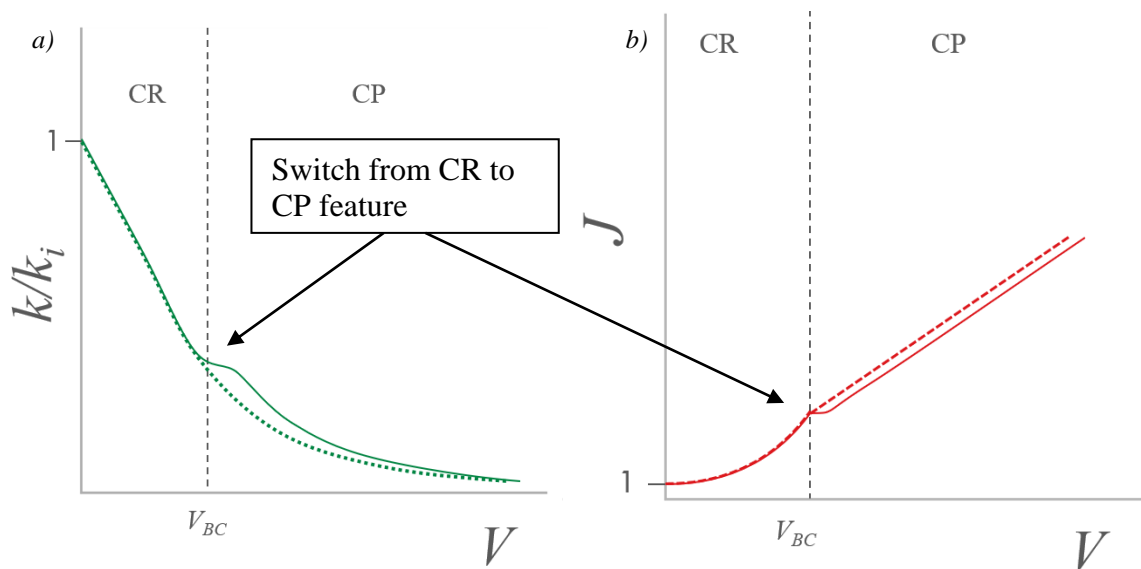 a)
CR
CP
1
k/k_i
V_BC
V
Switch from CR to
CP feature
b)
CR
CP
J
1
V_BC
V